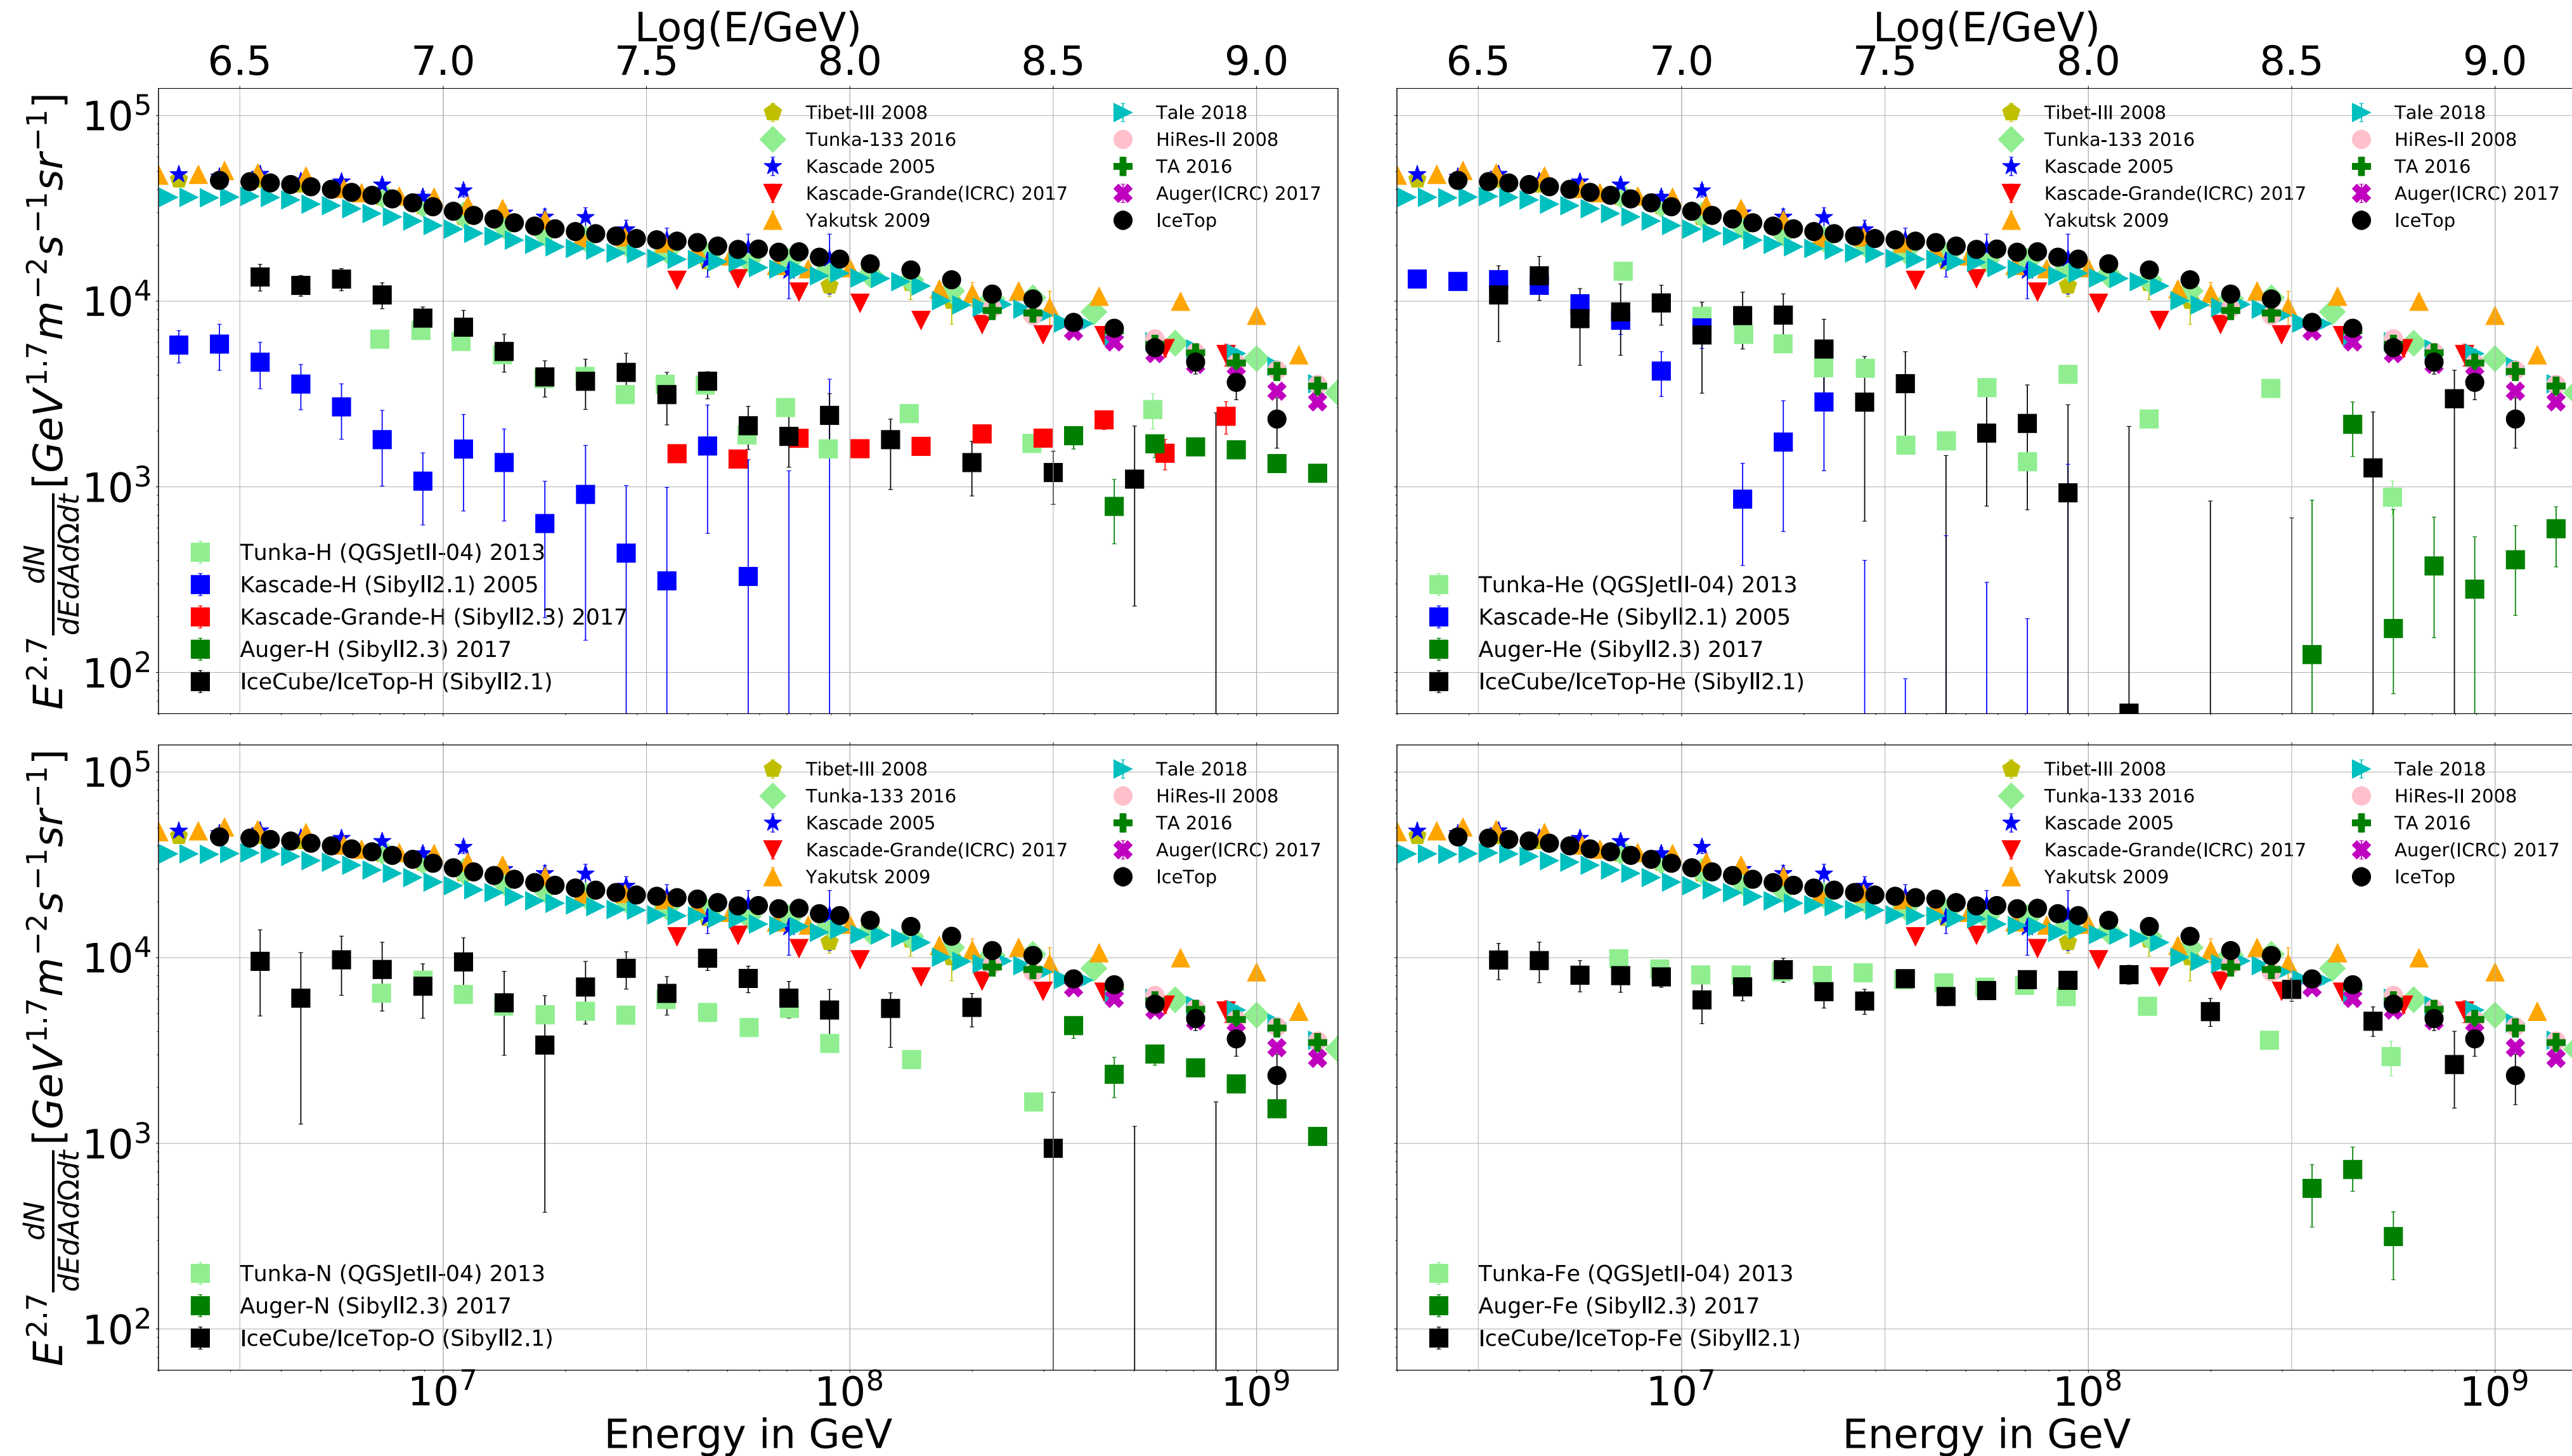 Log(E/GeV)
6.5 7.0 7.5 8.0 8.5 9.0
Log(E/GeV)
6.5 7.0 7.5 8.0 8.5 9.0
E^2.7 dN/dEdAdΩdt [GeV^1.7 m^−2 s^−1 sr^−1]
10^5
10^4
10^3
10^2
Tibet-III 2008
Tunka-133 2016
Kascade 2005
Kascade-Grande(ICRC) 2017
Yakutsk 2009
Tale 2018
HiRes-II 2008
TA 2016
Auger(ICRC) 2017
IceTop
Tunka-H (QGSJetII-04) 2013
Kascade-H (Sibyll2.1) 2005
Kascade-Grande-H (Sibyll2.3) 2017
Auger-H (Sibyll2.3) 2017
IceCube/IceTop-H (Sibyll2.1)
Tibet-III 2008
Tunka-133 2016
Kascade 2005
Kascade-Grande(ICRC) 2017
Yakutsk 2009
Tale 2018
HiRes-II 2008
TA 2016
Auger(ICRC) 2017
IceTop
Tunka-He (QGSJetII-04) 2013
Kascade-He (Sibyll2.1) 2005
Auger-He (Sibyll2.3) 2017
IceCube/IceTop-He (Sibyll2.1)
E^2.7 dN/dEdAdΩdt [GeV^1.7 m^−2 s^−1 sr^−1]
10^5
10^4
10^3
10^2
Tibet-III 2008
Tunka-133 2016
Kascade 2005
Kascade-Grande(ICRC) 2017
Yakutsk 2009
Tale 2018
HiRes-II 2008
TA 2016
Auger(ICRC) 2017
IceTop
Tunka-N (QGSJetII-04) 2013
Auger-N (Sibyll2.3) 2017
IceCube/IceTop-O (Sibyll2.1)
10^7 10^8 10^9
Energy in GeV
Tibet-III 2008
Tunka-133 2016
Kascade 2005
Kascade-Grande(ICRC) 2017
Yakutsk 2009
Tale 2018
HiRes-II 2008
TA 2016
Auger(ICRC) 2017
IceTop
Tunka-Fe (QGSJetII-04) 2013
Auger-Fe (Sibyll2.3) 2017
IceCube/IceTop-Fe (Sibyll2.1)
10^7 10^8 10^9
Energy in GeV